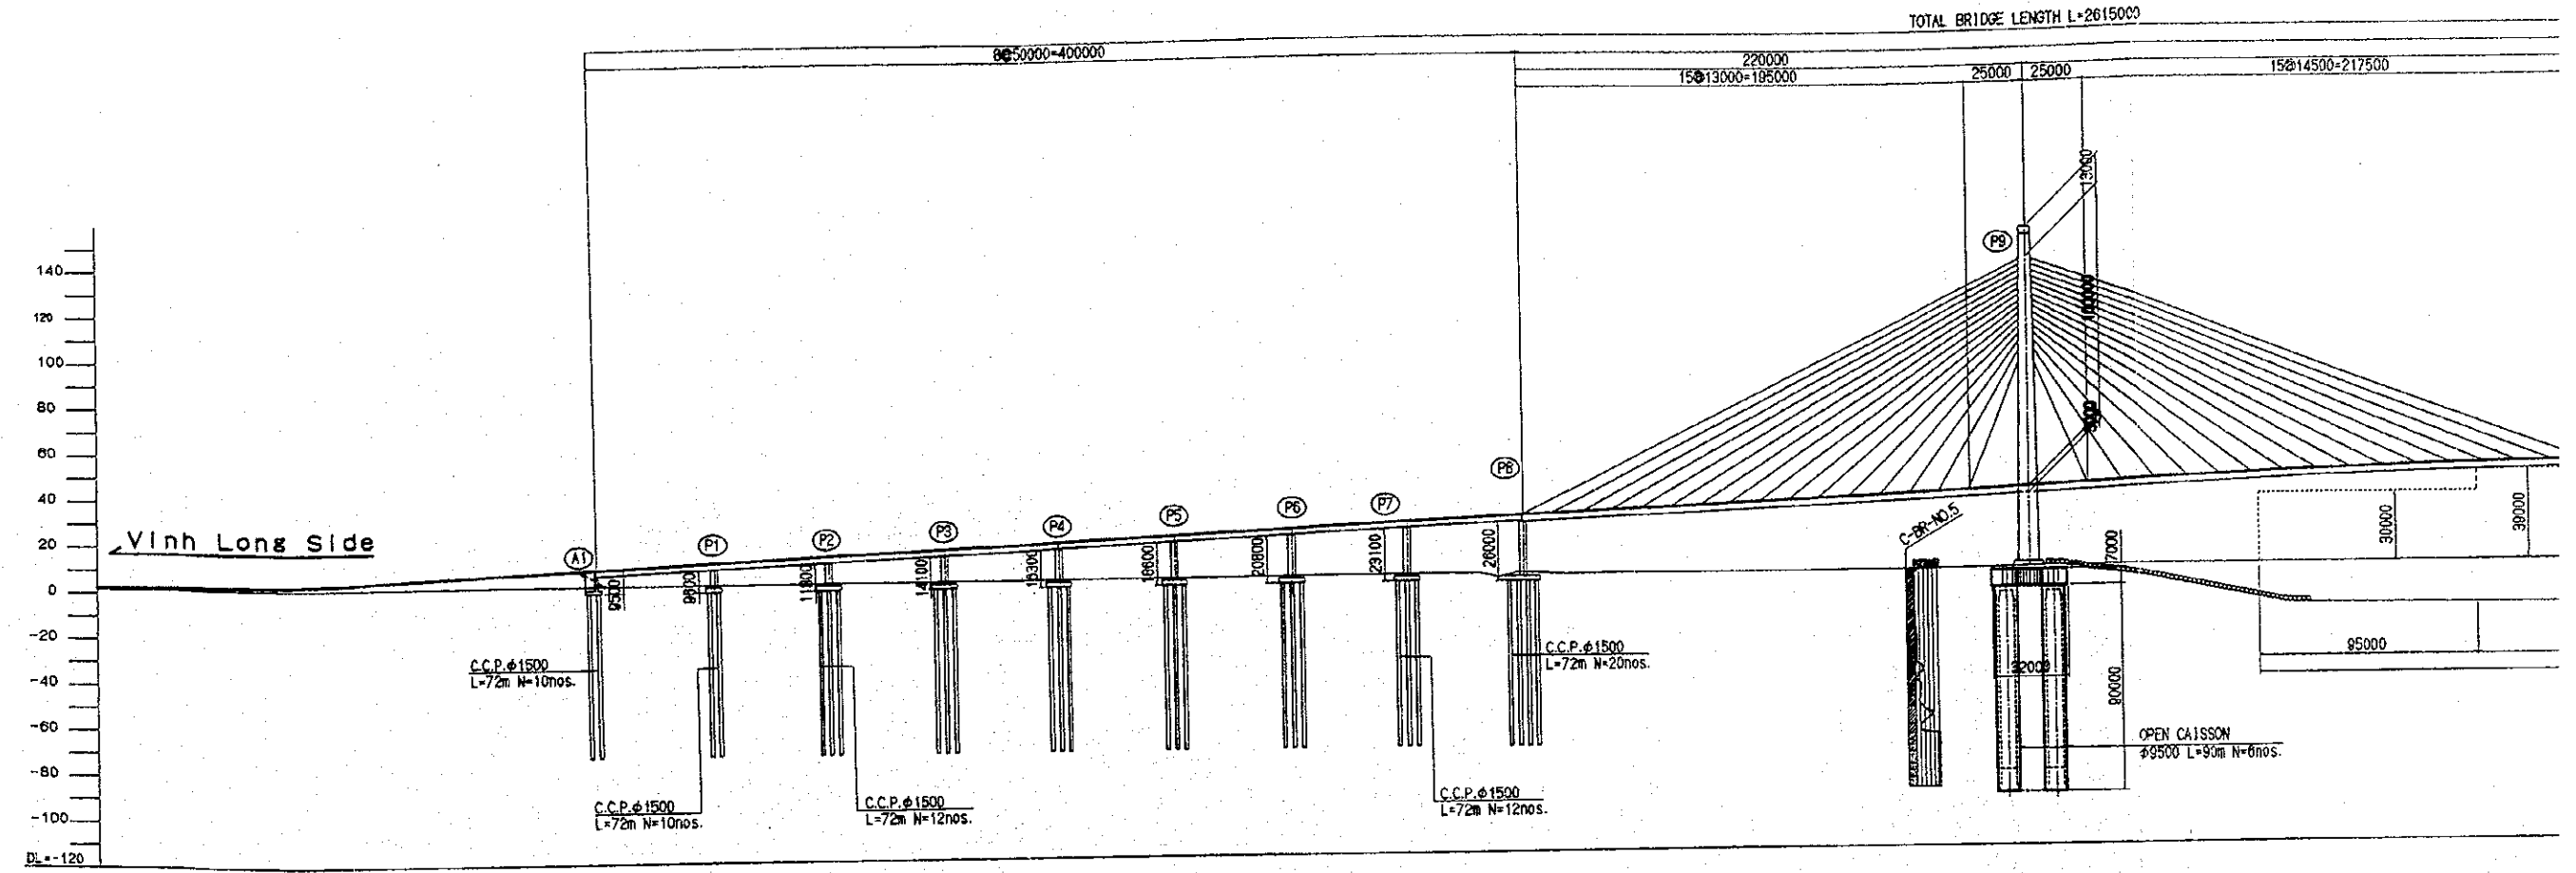 TOTAL BRIDGE LENGTH L=2615000
8@50000=400000
220000
15@13000=195000
25000
25000
15@14500=217500
13000
P9
140
120
100
80
60
40
20
0
-20
-40
-60
-80
-100
DL=-120
Vinh Long Side
A1
P1
P2
P3
P4
P5
P6
P7
P8
9500
9600
11800
14100
16600
20800
23100
26000
C-BR-NO.5
7000
30000
39000
95000
90000
C.C.P.φ1500
L=72m N=10nos.
C.C.P.φ1500
L=72m N=10nos.
C.C.P.φ1500
L=72m N=12nos.
C.C.P.φ1500
L=72m N=12nos.
C.C.P.φ1500
L=72m N=20nos.
OPEN CAISSON
φ9500 L=90m N=6nos.